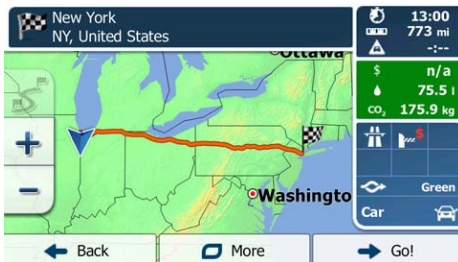 New York
NY, United States
13:00
773 mi
-:--
$ n/a
75.5 l
CO₂ 175.9 kg
Ottawa
$
Washingto
Green
Car
Back
More
Go!